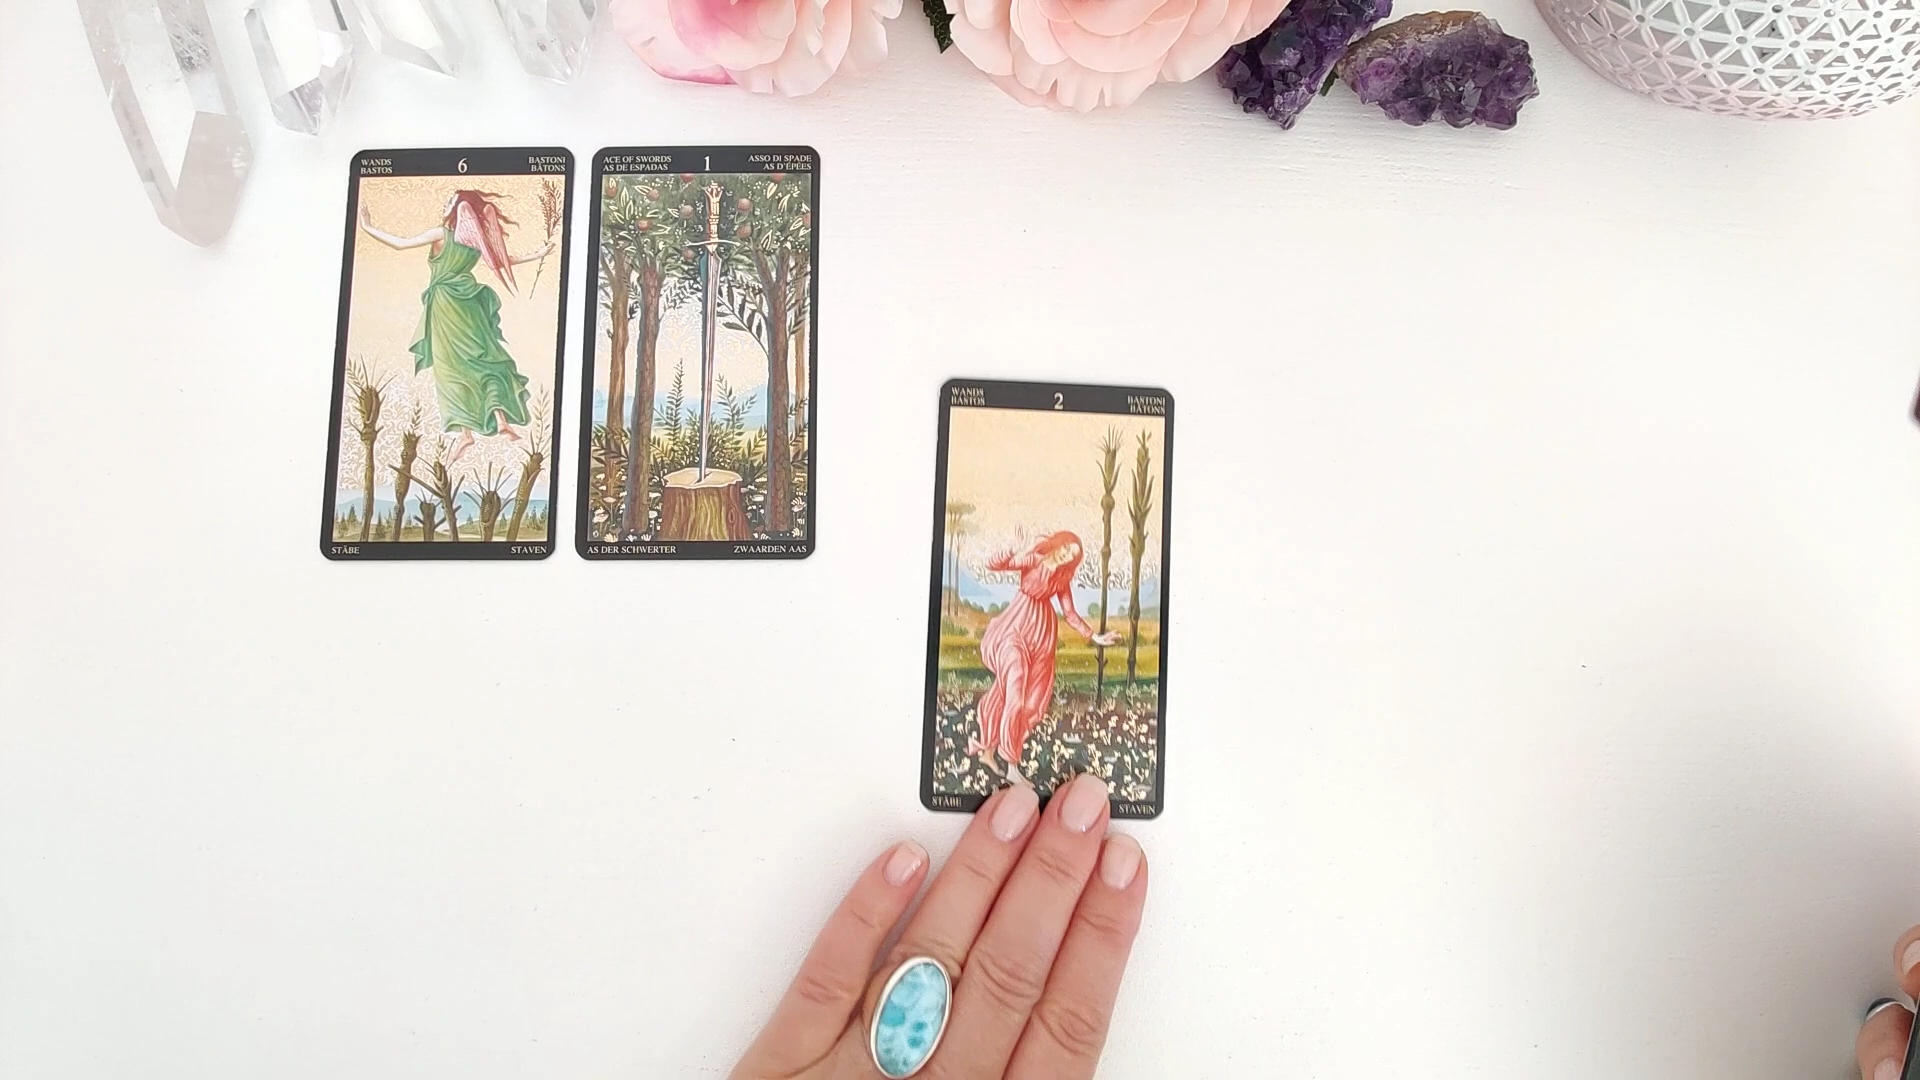 WANDS
BASTOS
6
BASTONI
BÂTONS
STÄBE
STAVEN
ACE OF SWORDS
AS DE ESPADAS
1
ASSO DI SPADE
AS D'ÉPÉES
AS DER SCHWERTER
ZWAARDEN AAS
WANDS
BASTOS
2
BASTONI
BÂTONS
STÄBE
STAVEN